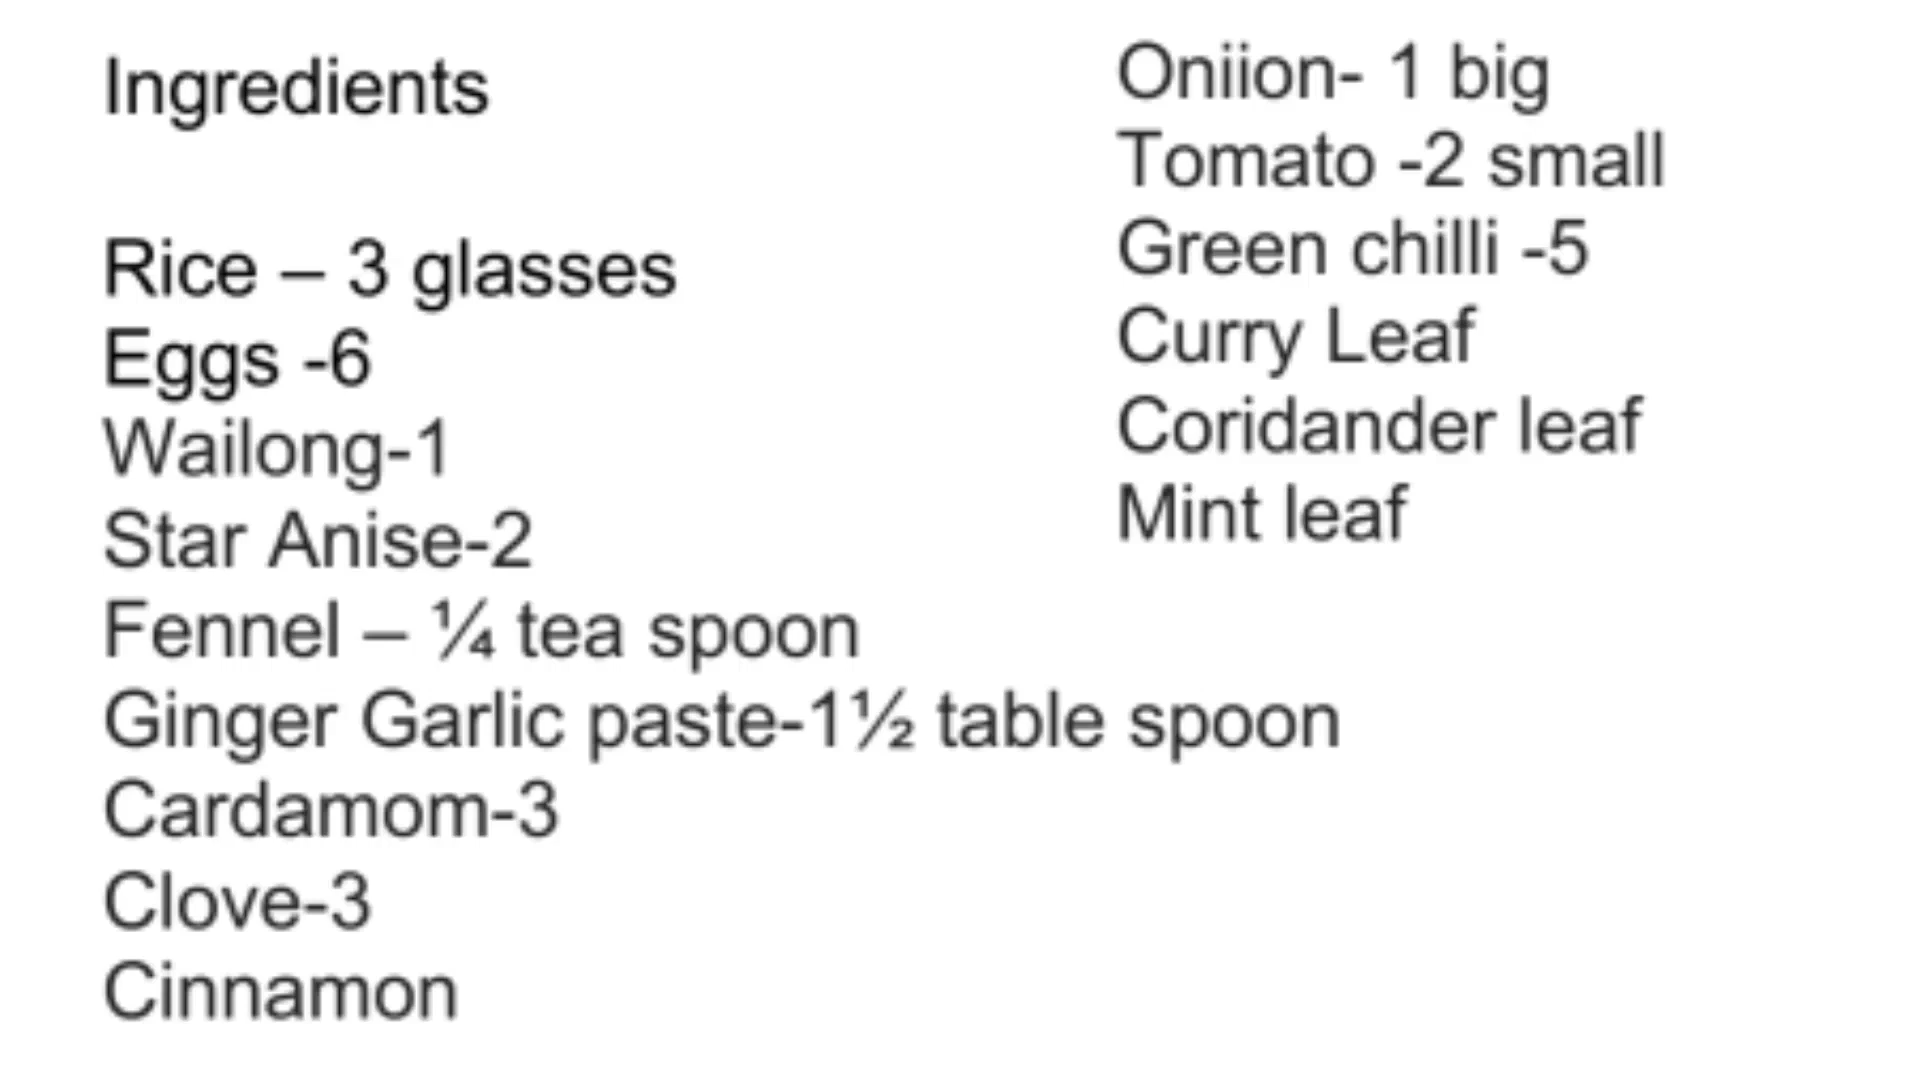 Ingredients
Rice – 3 glasses
Eggs -6
Wailong-1
Star Anise-2
Fennel – ¼ tea spoon
Ginger Garlic paste-1½ table spoon
Cardamom-3
Clove-3
Cinnamon
Oniion- 1 big
Tomato -2 small
Green chilli -5
Curry Leaf
Coridander leaf
Mint leaf